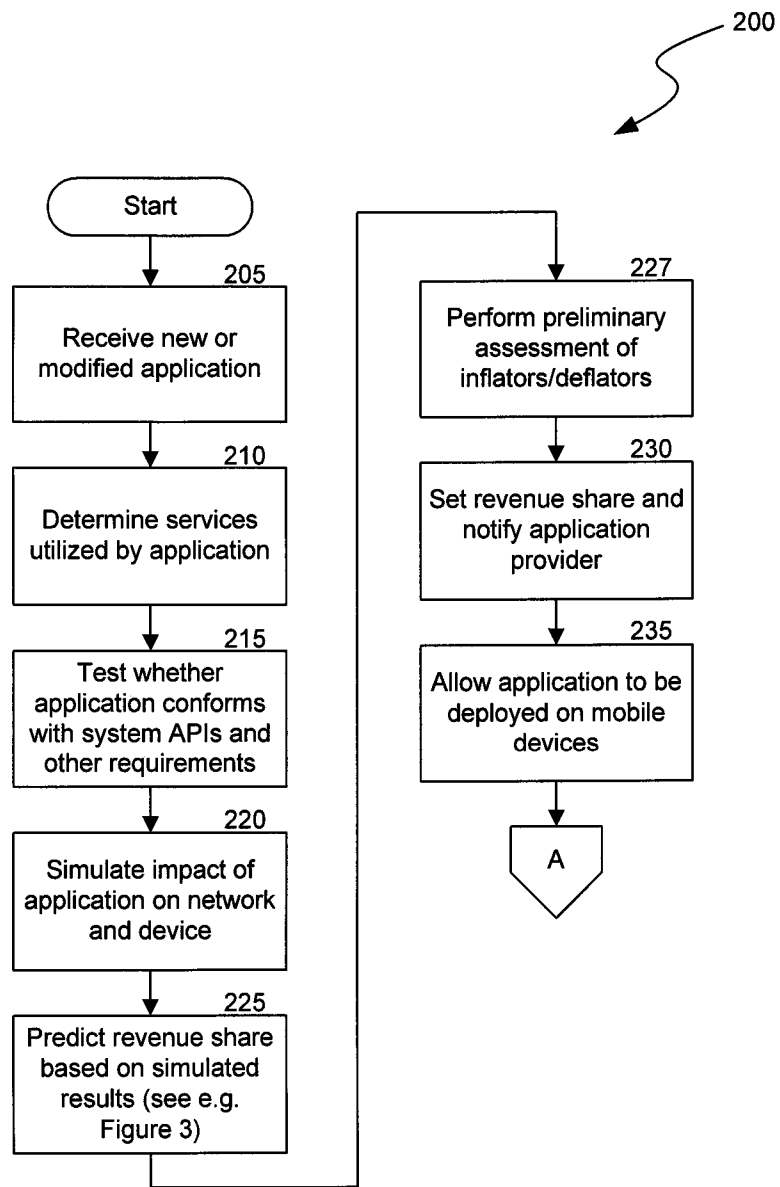 200
Start
205
Receive new or
modified application
210
Determine services
utilized by application
215
Test whether
application conforms
with system APIs and
other requirements
220
Simulate impact of
application on network
and device
225
Predict revenue share
based on simulated
results (see e.g.
Figure 3)
227
Perform preliminary
assessment of
inflators/deflators
230
Set revenue share and
notify application
provider
235
Allow application to be
deployed on mobile
devices
A